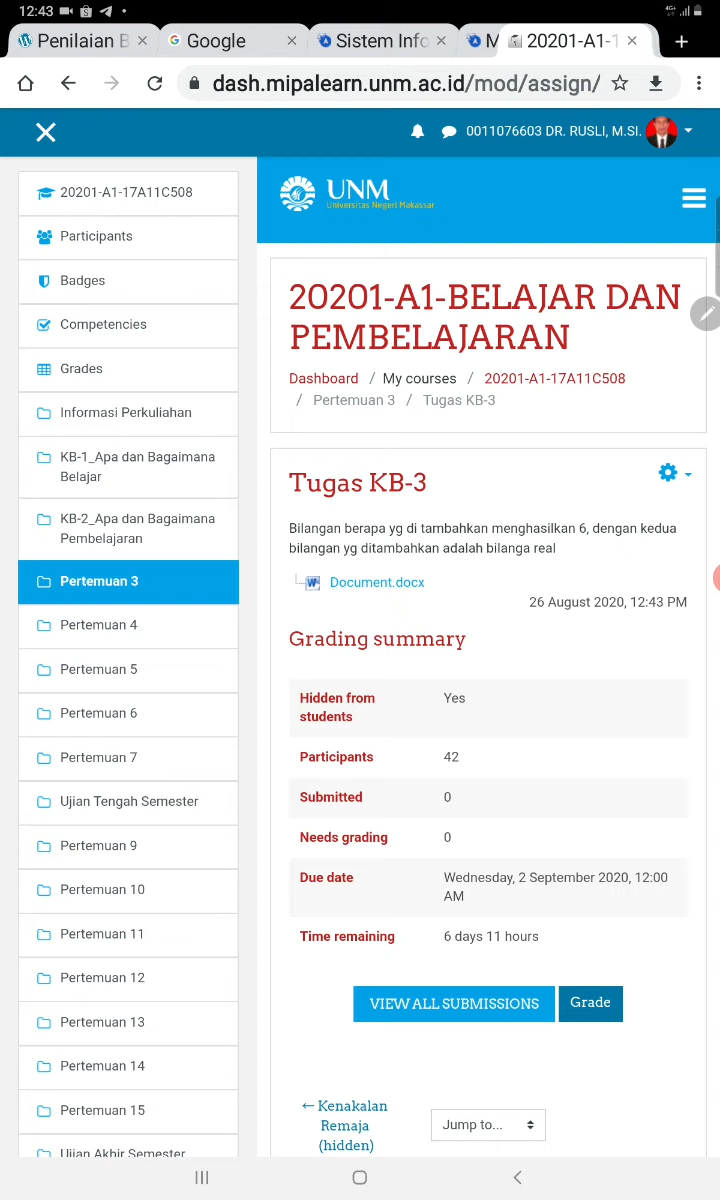 12:43
Penilaian B
Google
Sistem Info
M
20201-A1-1
dash.mipalearn.unm.ac.id/mod/assign/
0011076603 DR. RUSLI, M.SI.
20201-A1-17A11C508
Participants
Badges
Competencies
Grades
Informasi Perkuliahan
KB-1_Apa dan Bagaimana
Belajar
KB-2_Apa dan Bagaimana
Pembelajaran
Pertemuan 3
Pertemuan 4
Pertemuan 5
Pertemuan 6
Pertemuan 7
Ujian Tengah Semester
Pertemuan 9
Pertemuan 10
Pertemuan 11
Pertemuan 12
Pertemuan 13
Pertemuan 14
Pertemuan 15
Ujian Akhir Semester
UNM
Universitas Negeri Makassar
20201-A1-BELAJAR DAN
PEMBELAJARAN
Dashboard / My courses / 20201-A1-17A11C508
/ Pertemuan 3 / Tugas KB-3
Tugas KB-3
Bilangan berapa yg di tambahkan menghasilkan 6, dengan kedua
bilangan yg ditambahkan adalah bilanga real
Document.docx
26 August 2020, 12:43 PM
Grading summary
Hidden from
students
Yes
Participants 42
Submitted 0
Needs grading 0
Due date
Wednesday, 2 September 2020, 12:00
AM
Time remaining 6 days 11 hours
VIEW ALL SUBMISSIONS
Grade
← Kenakalan
Remaja
(hidden)
Jump to...